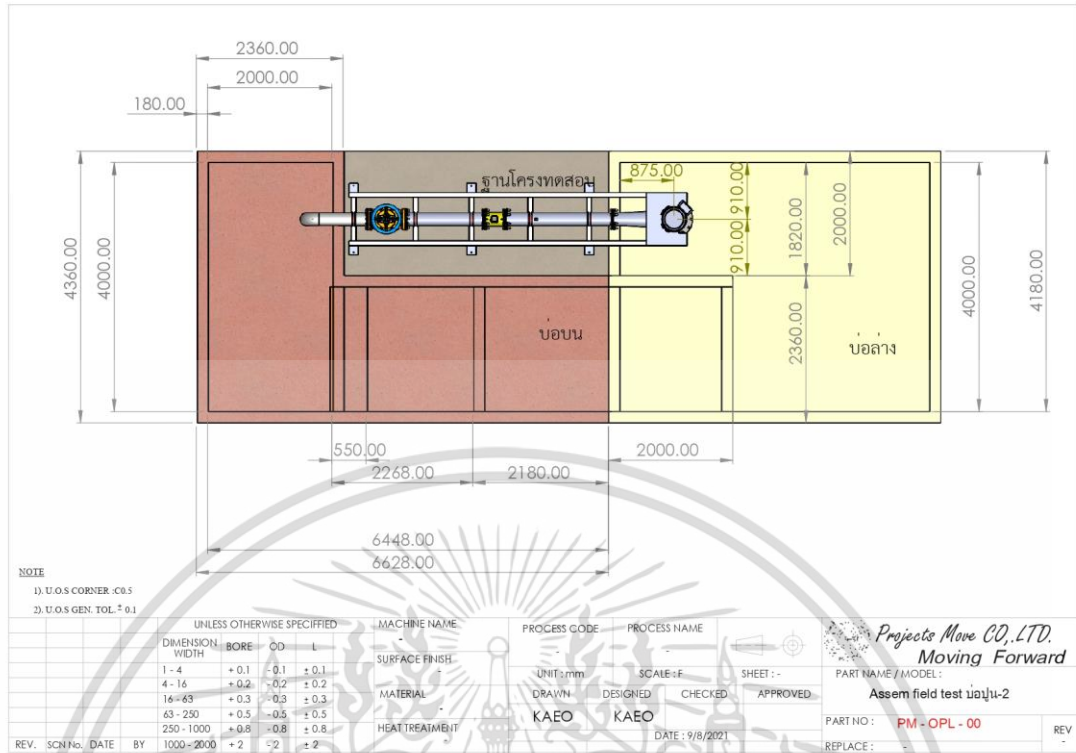 2360.00
2000.00
180.00
ฐานโครงทดสอบ
875.00
910.00
910.00
1820.00
2000.00
4360.00
4000.00
2360.00
4000.00
4180.00
บ่อบน
บ่อล่าง
550.00
2000.00
2268.00
2180.00
6448.00
6628.00
NOTE
1). U.O.S CORNER :C0.5
2). U.O.S GEN. TOL. ± 0.1
UNLESS OTHERWISE SPECIFFIED
DIMENSION WIDTH BORE OD L
1 - 4 + 0.1 - 0.1 ± 0.1
4 - 16 + 0.2 - 0.2 ± 0.2
16 - 63 + 0.3 - 0.3 ± 0.3
63 - 250 + 0.5 - 0.5 ± 0.5
250 - 1000 + 0.8 - 0.8 ± 0.8
1000 - 2000 + 2 - 2 ± 2
REV. SCN No. DATE BY
MACHINE NAME
-
SURFACE FINISH
-
MATERIAL
-
HEAT TREATMENT
-
PROCESS CODE PROCESS NAME
- -
UNIT : mm SCALE : F SHEET : -
DRAWN DESIGNED CHECKED APPROVED
KAEO KAEO
DATE : 9/8/2021
Projects Move CO,.LTD.
Moving Forward
PART NAME / MODEL :
Assem field test บ่อปูน-2
PART NO : PM - OPL - 00
REV
-
REPLACE : -